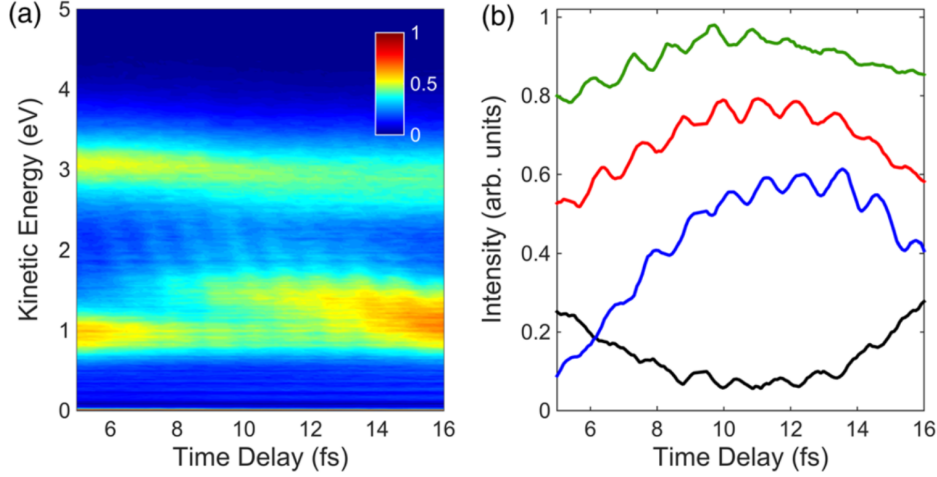 (a)
5
4
3
2
1
0
Kinetic Energy (eV)
1
0.5
0
6 8 10 12 14 16
Time Delay (fs)
(b)
1
0.8
0.6
0.4
0.2
0
Intensity (arb. units)
6 8 10 12 14 16
Time Delay (fs)